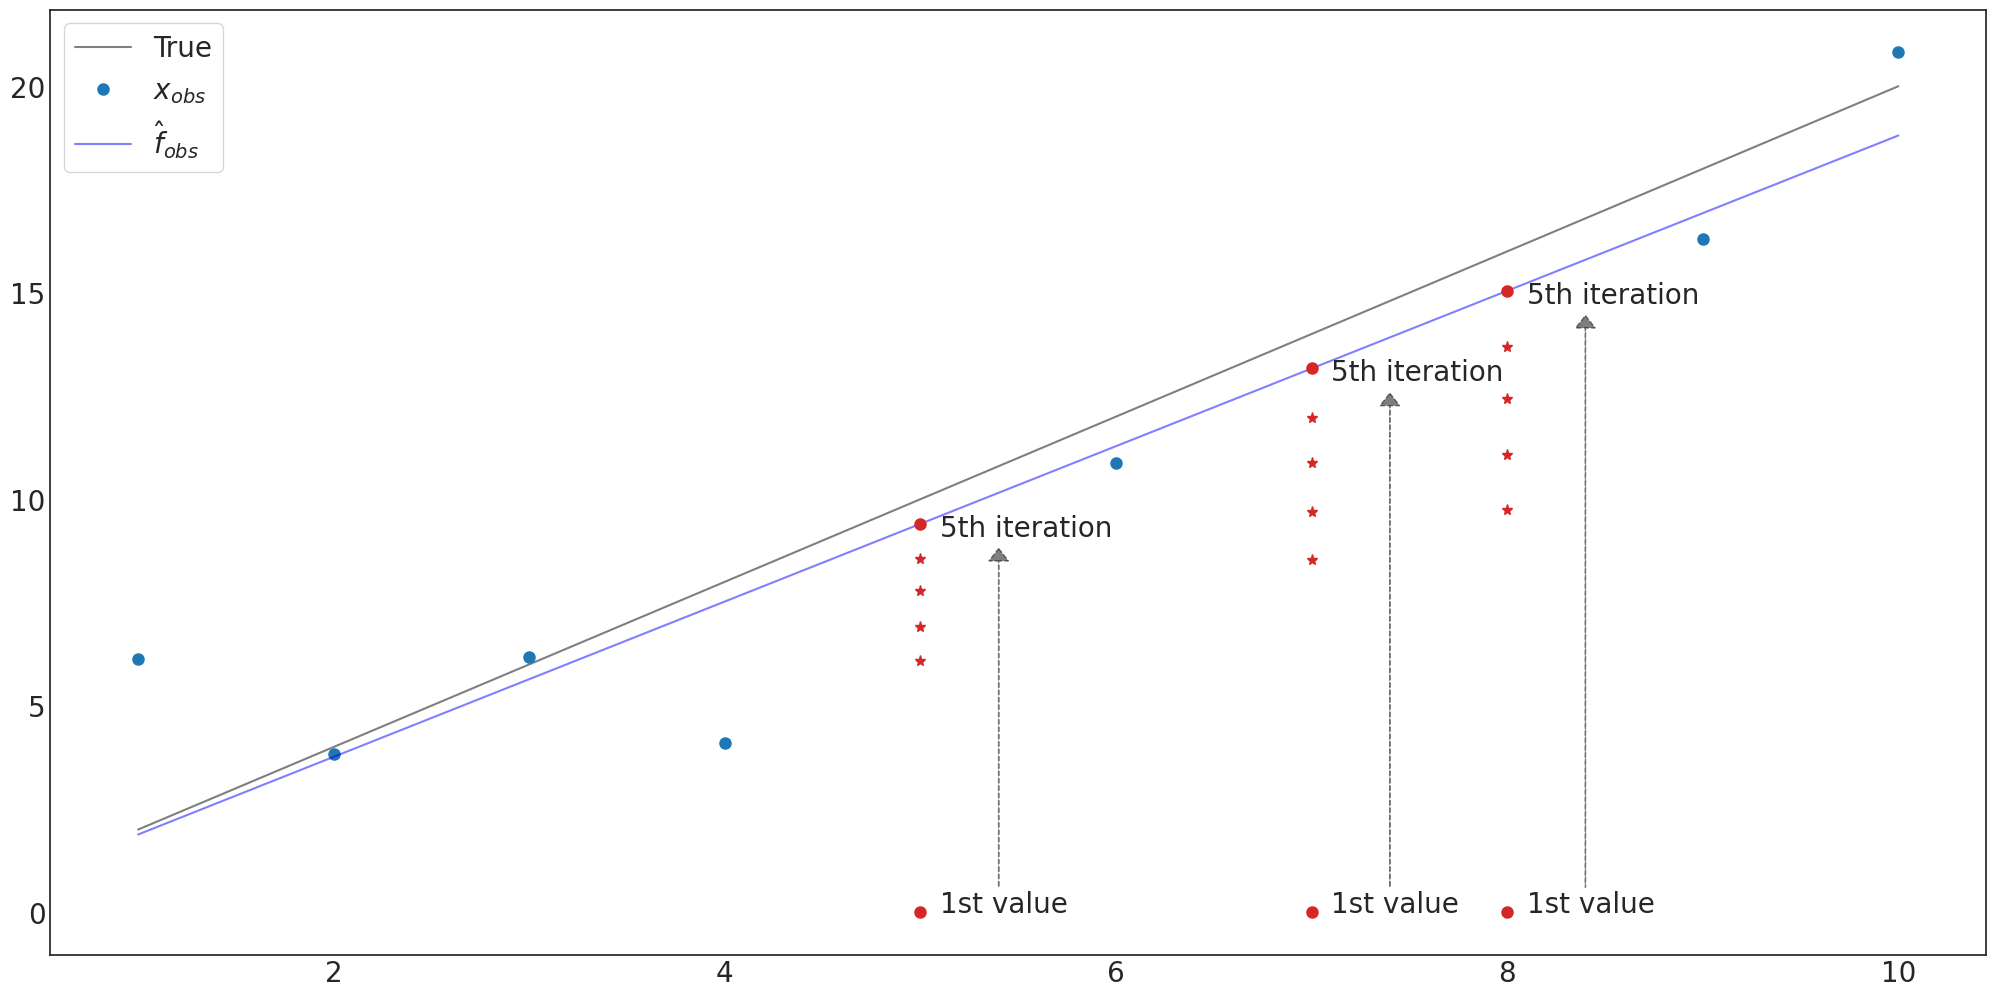 True
x_obs
f̂_obs
20
15
10
5
0
5th iteration
5th iteration
5th iteration
1st value
1st value
1st value
2
4
6
8
10